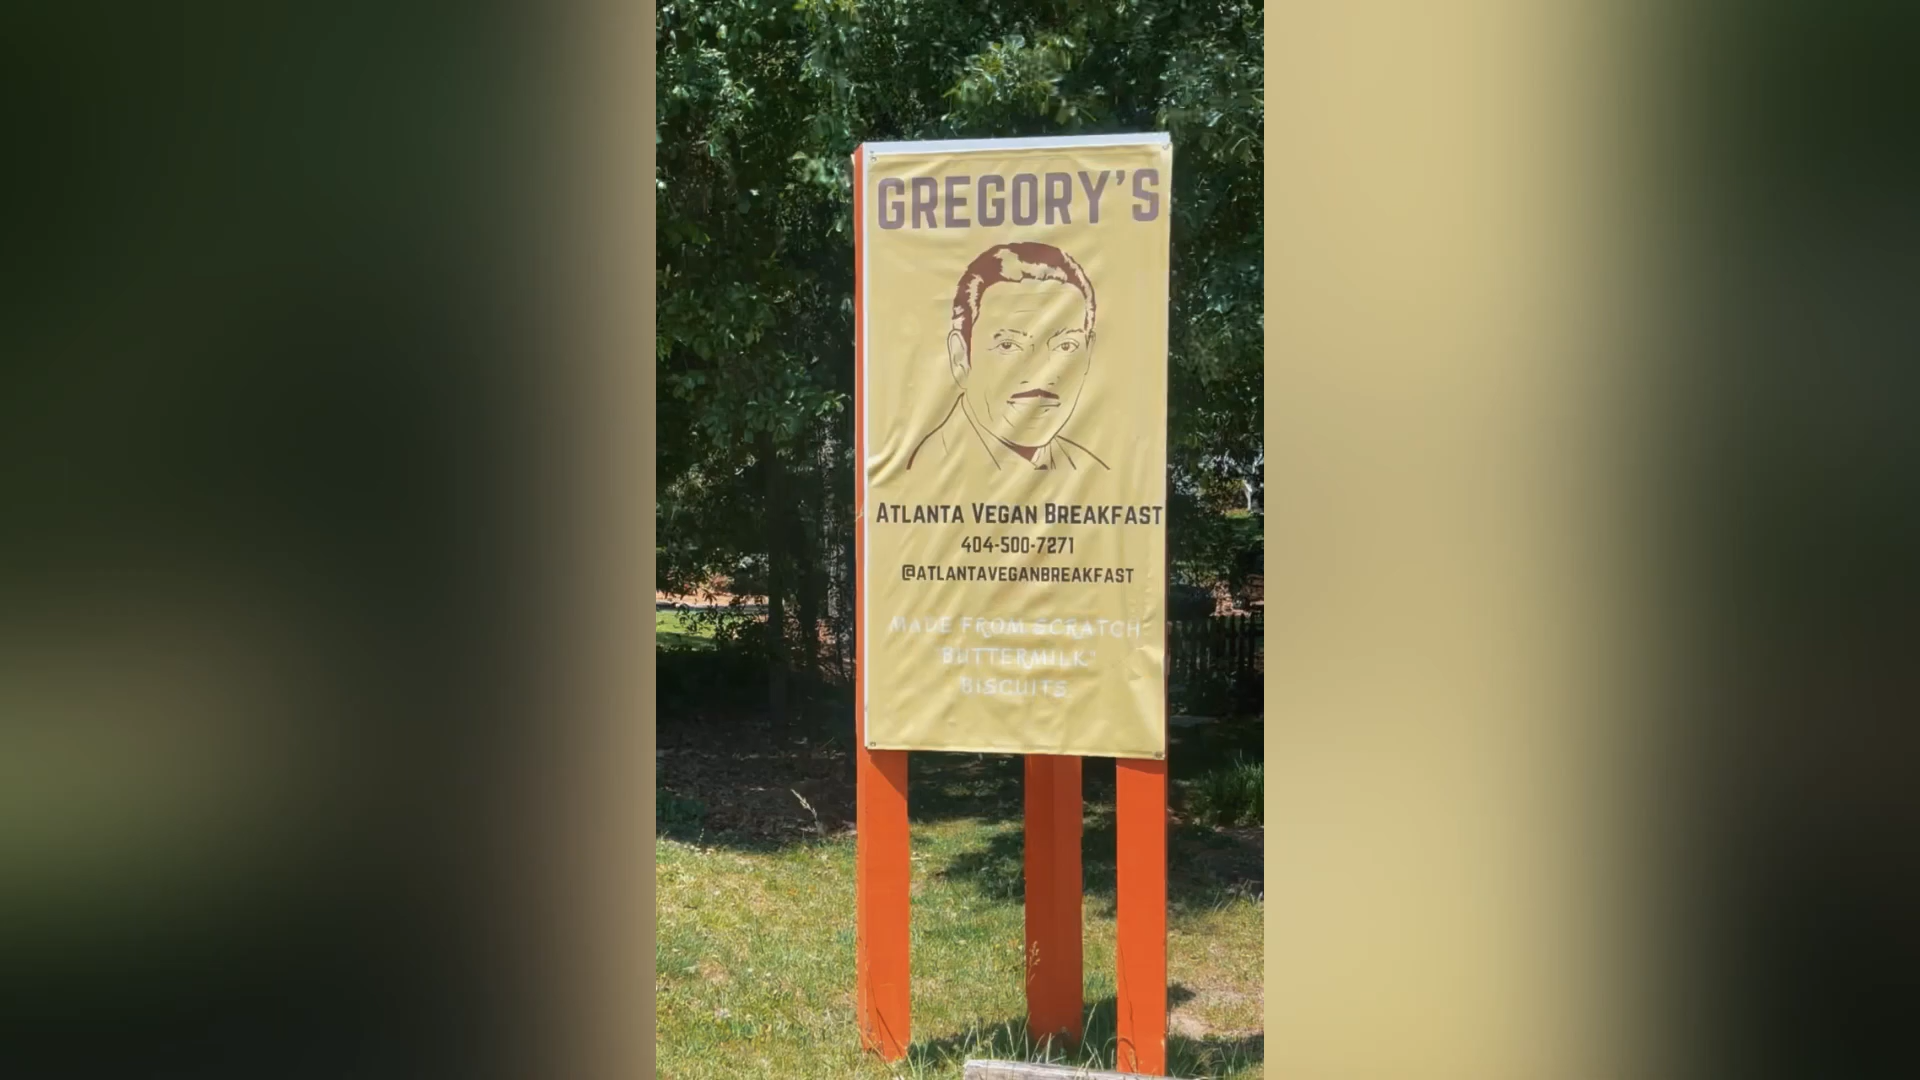 GREGORY'S
ATLANTA VEGAN BREAKFAST
404-500-7271
@ATLANTAVEGANBREAKFAST
MADE FROM SCRATCH
"BUTTERMILK"
BISCUITS